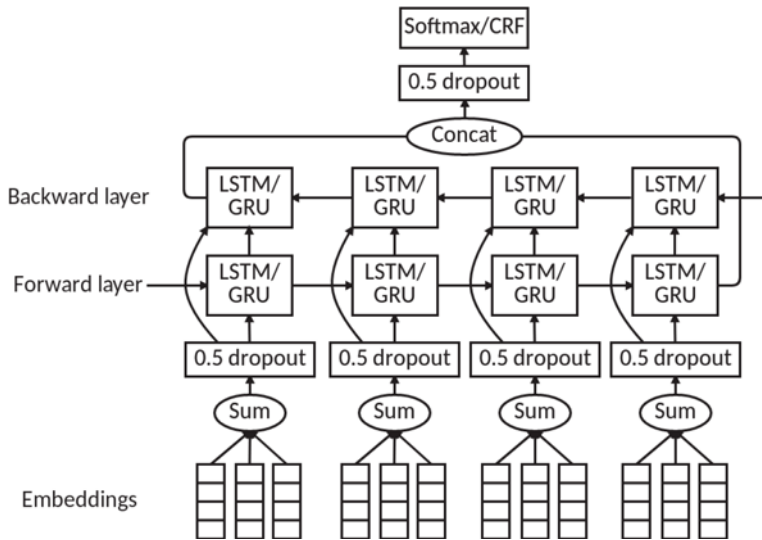 Softmax/CRF
0.5 dropout
Concat
Backward layer
LSTM/
GRU
LSTM/
GRU
LSTM/
GRU
LSTM/
GRU
Forward layer
LSTM/
GRU
LSTM/
GRU
LSTM/
GRU
LSTM/
GRU
0.5 dropout
0.5 dropout
0.5 dropout
0.5 dropout
Sum
Sum
Sum
Sum
Embeddings